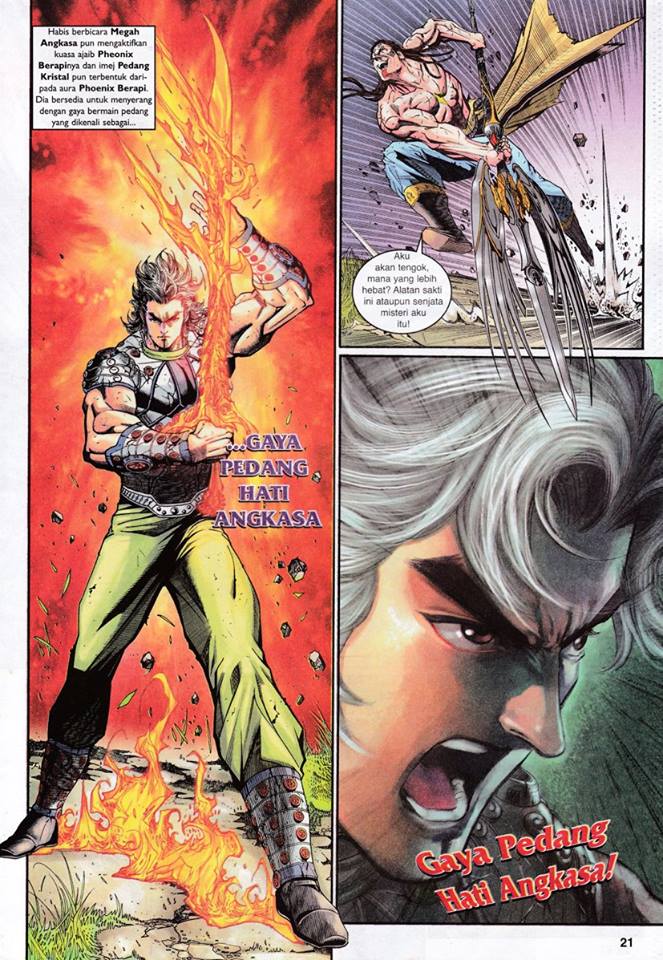 Habis berbicara Megah
Angkasa pun mengaktifkan
kuasa ajaib Pheonix
Berapinya dan imej Pedang
Kristal pun terbentuk dari-
pada aura Phoenix Berapi.
Dia bersedia untuk menyerang
dengan gaya bermain pedang
yang dikenali sebagai...
...GAYA
PEDANG
HATI
ANGKASA
Aku
akan tengok,
mana yang lebih
hebat? Alatan sakti
ini ataupun senjata
misteri aku
itu!
Gaya Pedang
Hati Angkasa!
21